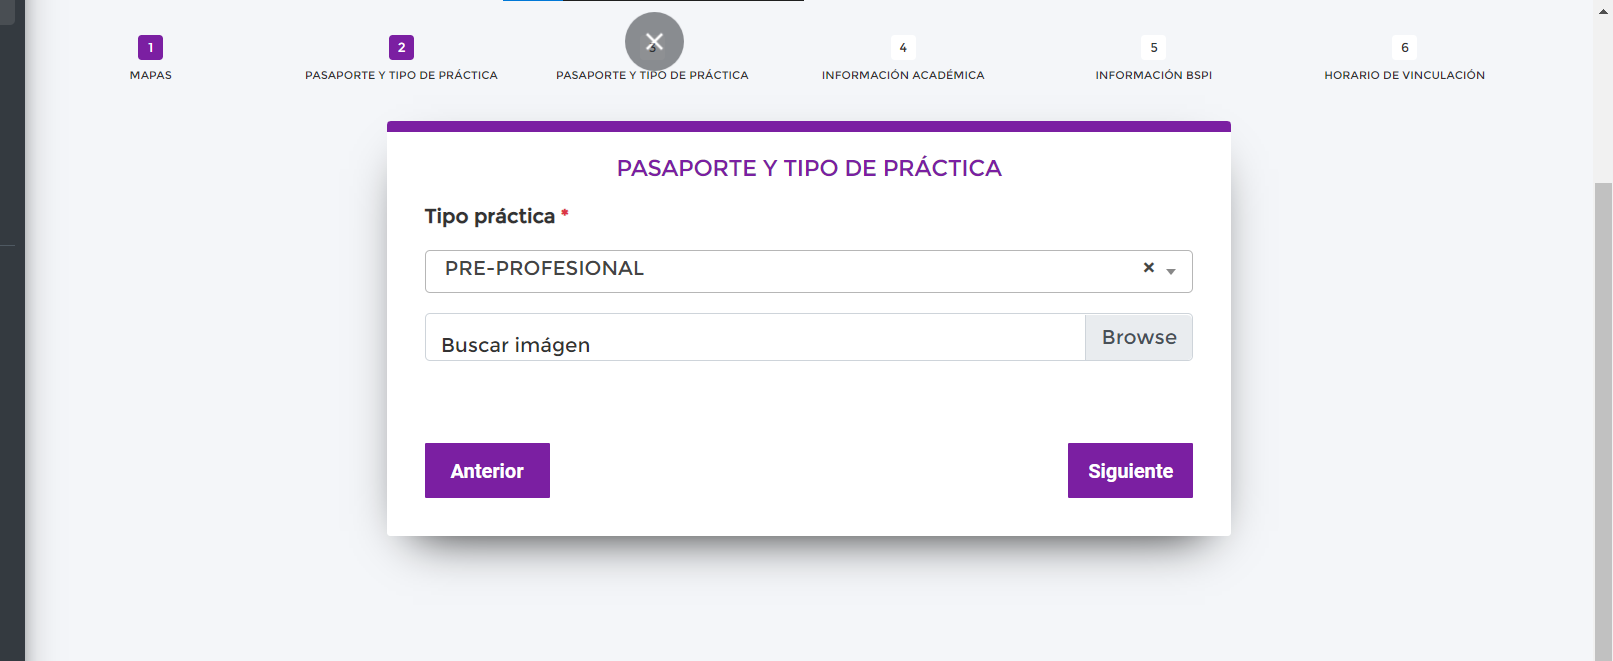 1 2 3 4 5 6
MAPAS PASAPORTE Y TIPO DE PRÁCTICA PASAPORTE Y TIPO DE PRÁCTICA INFORMACIÓN ACADÉMICA INFORMACIÓN BSPI HORARIO DE VINCULACIÓN
PASAPORTE Y TIPO DE PRÁCTICA
Tipo práctica *
PRE-PROFESIONAL ×
Buscar imágen Browse
Anterior Siguiente